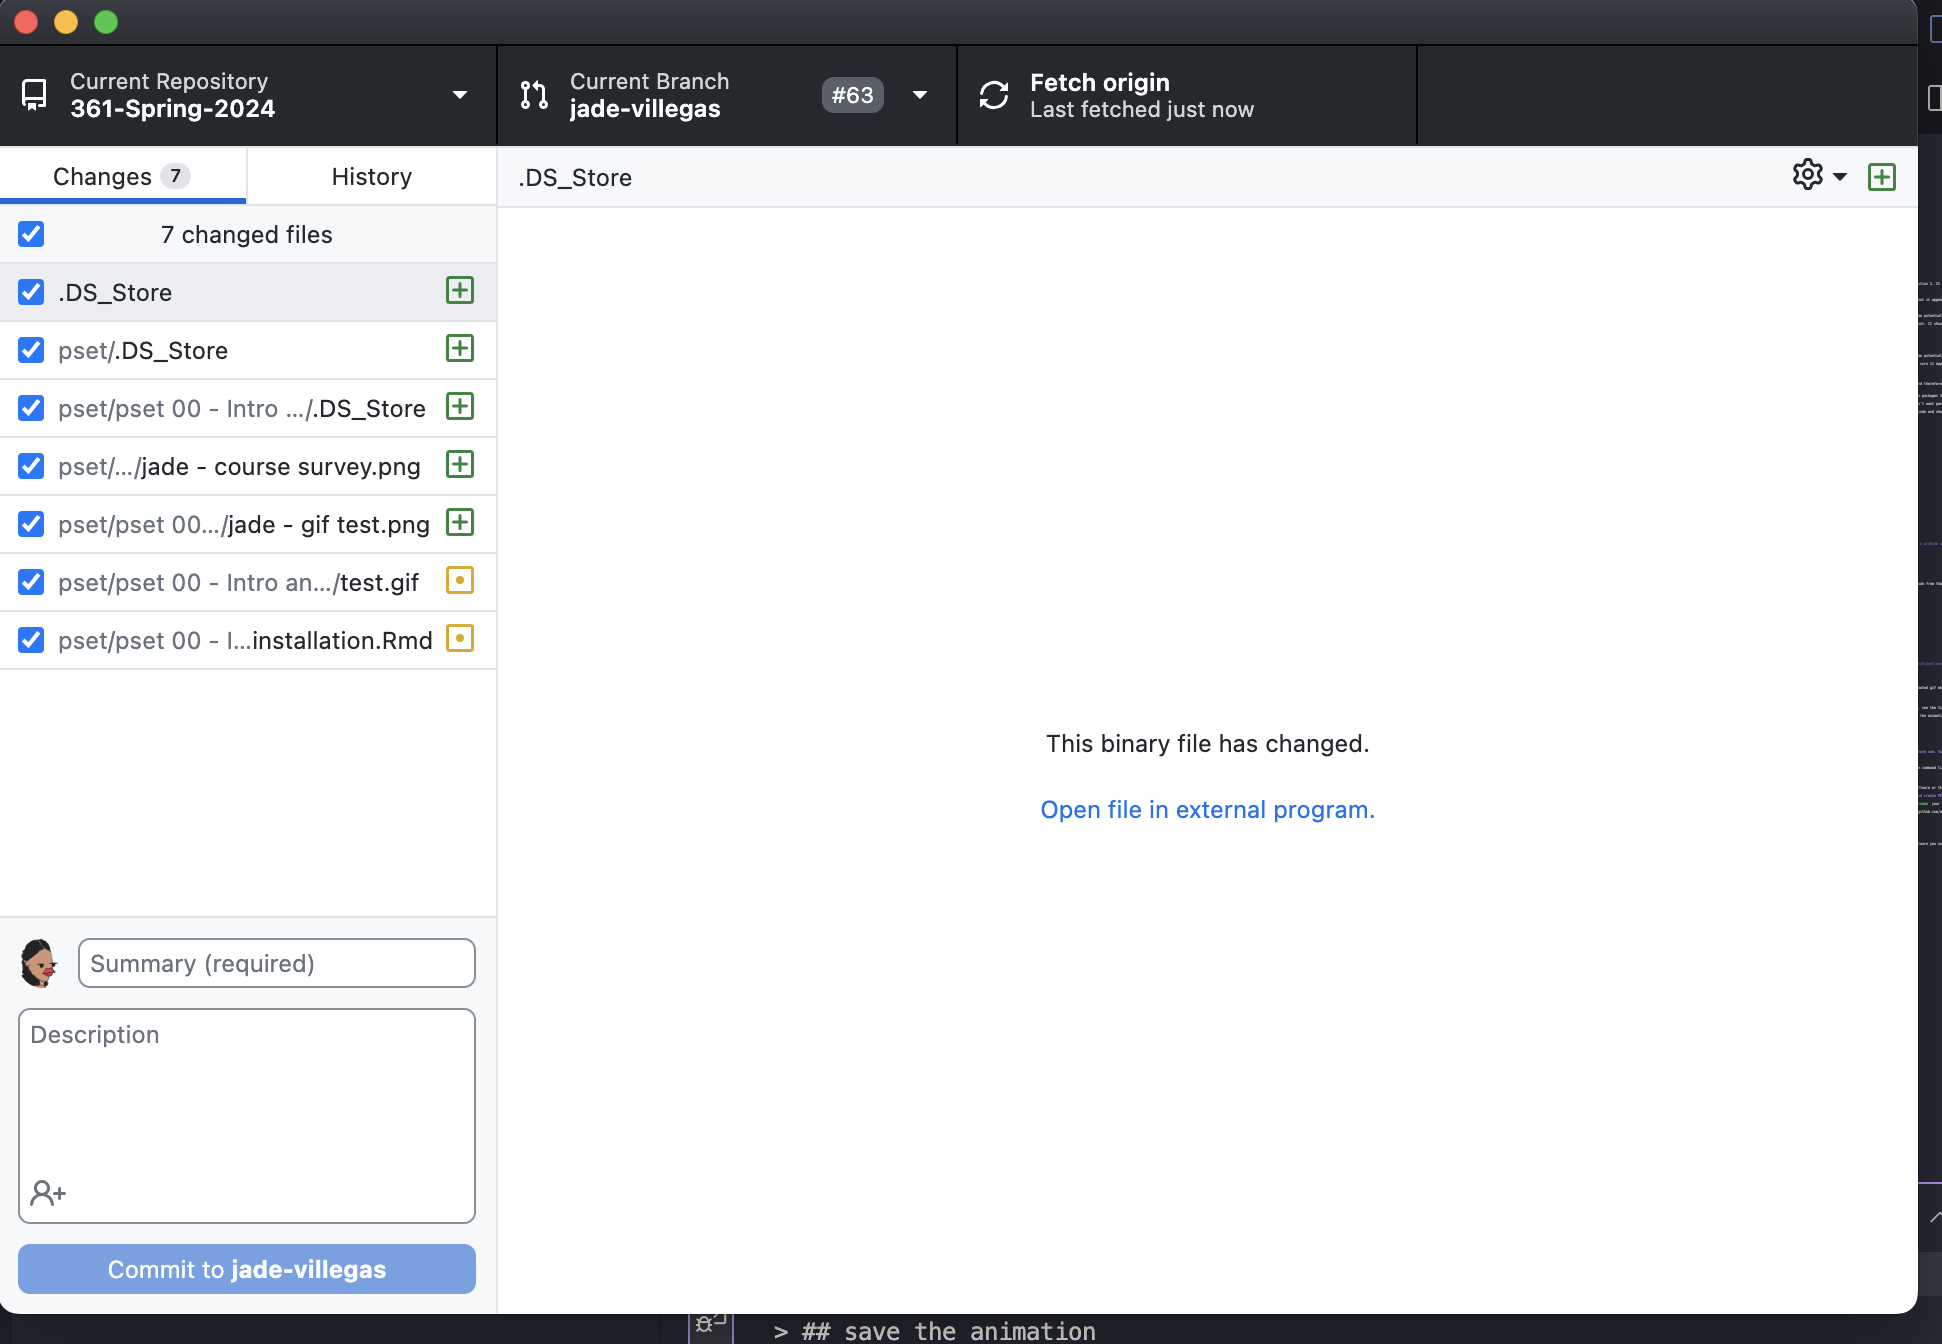 Current Repository
361-Spring-2024
Current Branch
jade-villegas
#63
Fetch origin
Last fetched just now
Changes 7
History
7 changed files
.DS_Store
pset/.DS_Store
pset/pset 00 - Intro .../.DS_Store
pset/.../jade - course survey.png
pset/pset 00.../jade - gif test.png
pset/pset 00 - Intro an.../test.gif
pset/pset 00 - I...installation.Rmd
Summary (required)
Description
Commit to jade-villegas
.DS_Store
This binary file has changed.
Open file in external program.
> ## save the animation